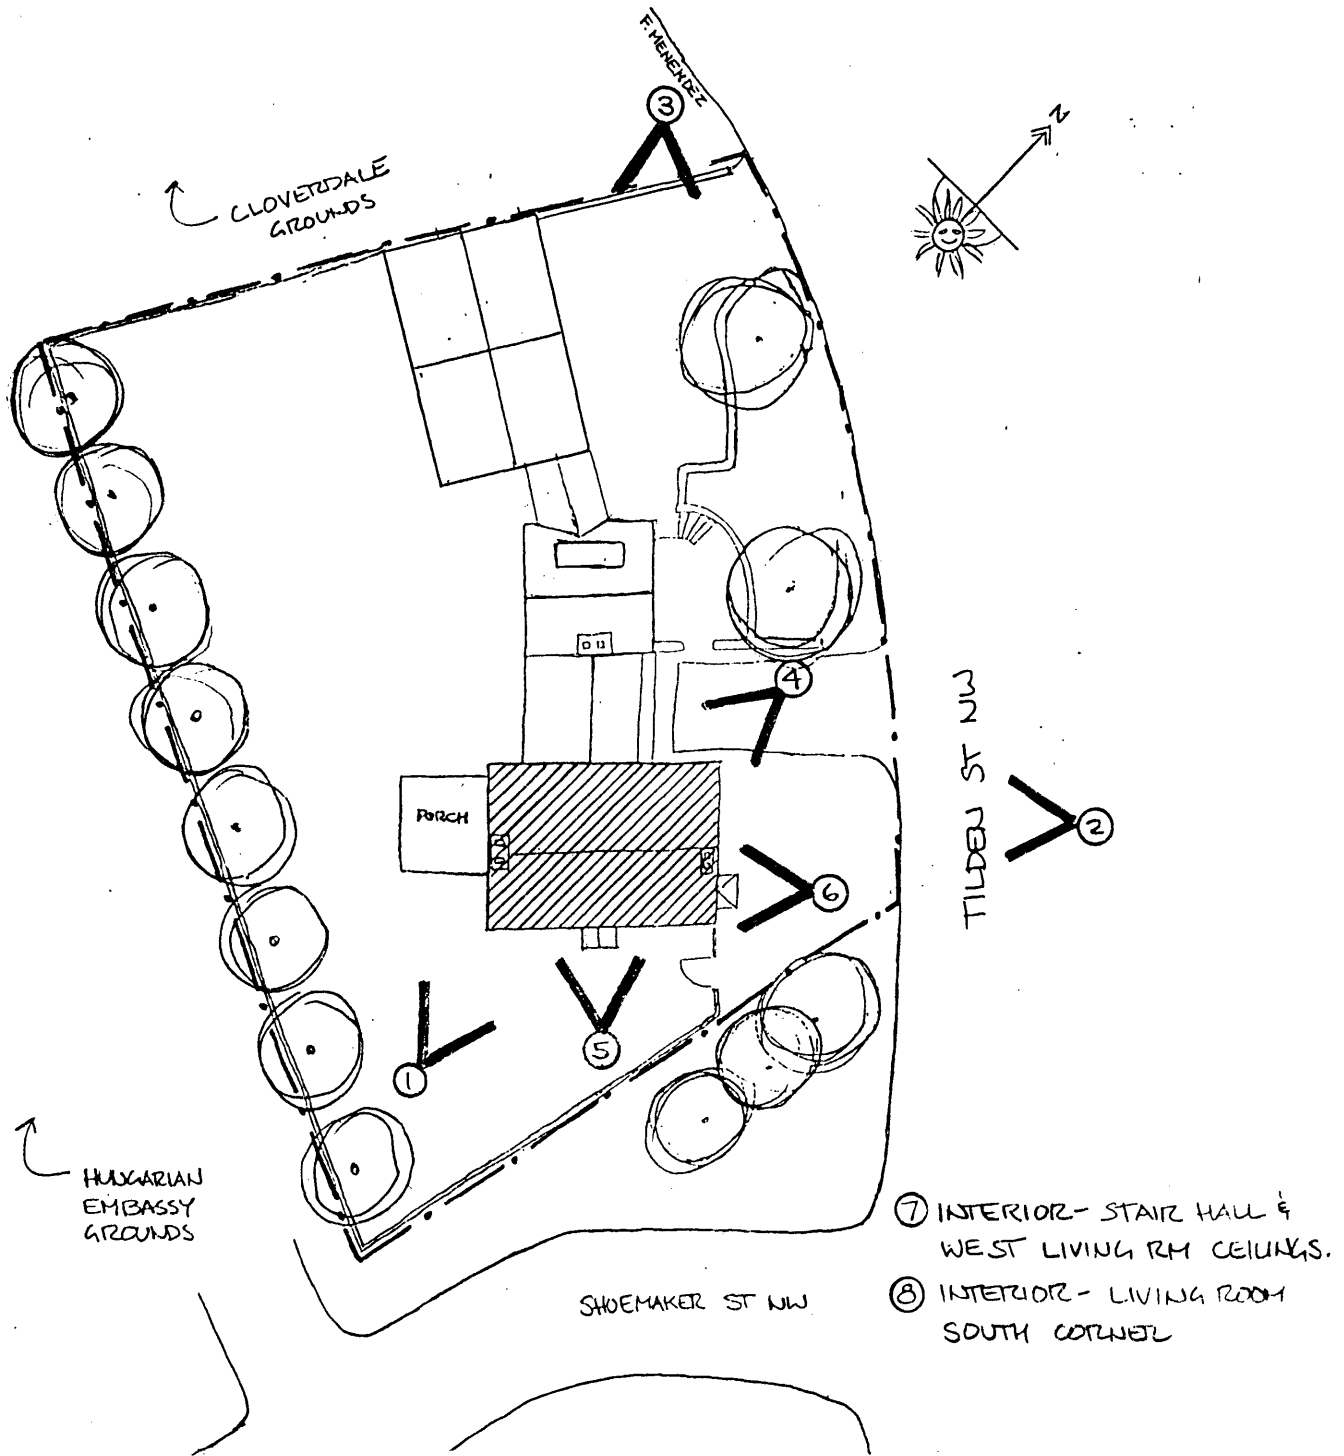 F. MENENDEZ
3
N
CLOVERDALE
GROUNDS
4
TILDEN ST NW
PORCH
2
6
5
1
HUNGARIAN
EMBASSY
GROUNDS
7 INTERIOR - STAIR HALL &
WEST LIVING RM CEILINGS.
SHOEMAKER ST NW
8 INTERIOR - LIVING ROOM
SOUTH CORNER